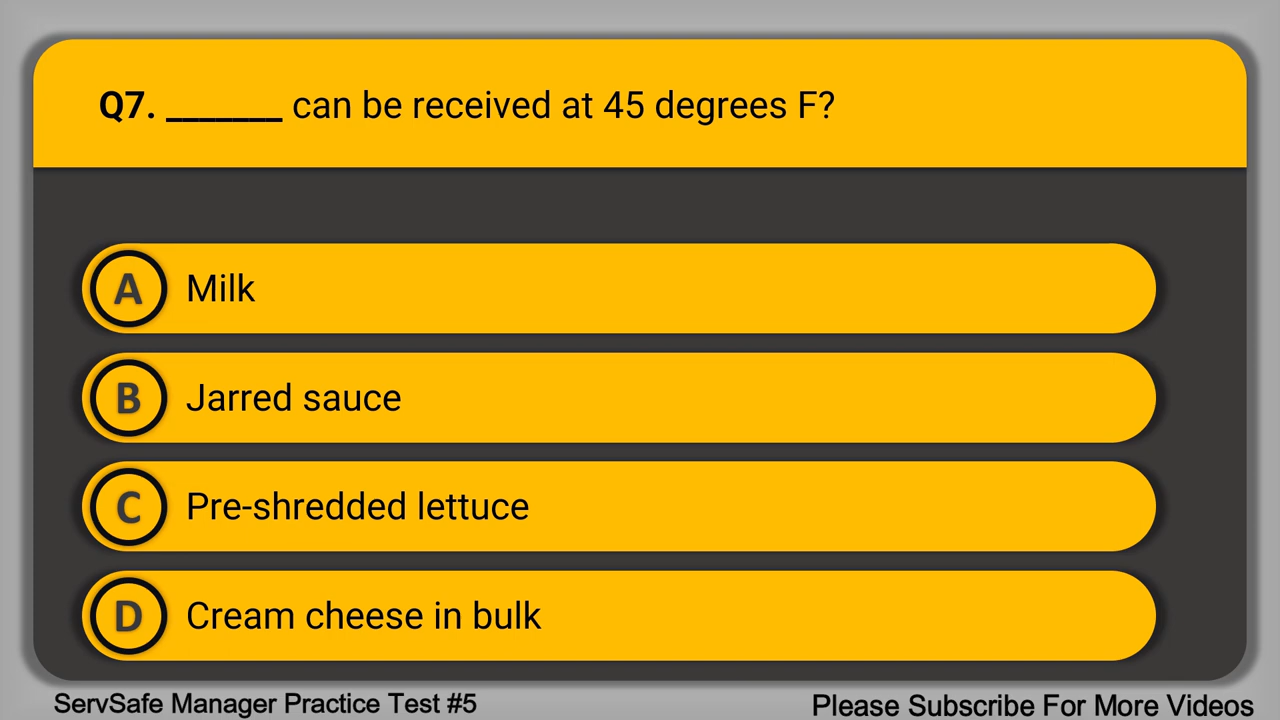 Q7. _______ can be received at 45 degrees F?
A Milk
B Jarred sauce
C Pre-shredded lettuce
D Cream cheese in bulk
ServSafe Manager Practice Test #5
Please Subscribe For More Videos